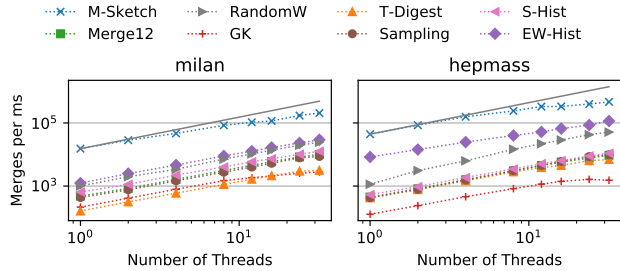 M-Sketch RandomW T-Digest S-Hist
Merge12 GK Sampling EW-Hist
milan hepmass
Merges per ms
10^5
10^3
10^0 10^1 10^0 10^1
Number of Threads Number of Threads